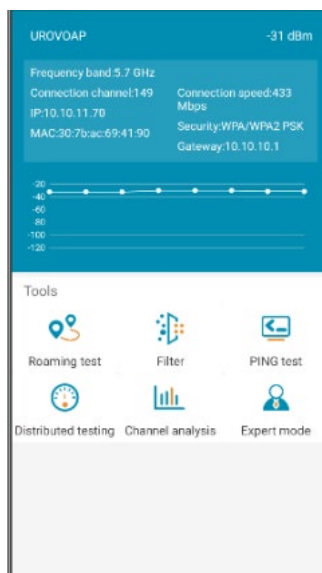 UROVOAP
-31 dBm
Frequency band:5.7 GHz
Connection channel:149
IP:10.10.11.70
MAC:30:7b:ac:69:41:90
Connection speed:433
Mbps
Security:WPA/WPA2 PSK
Gateway:10.10.10.1
-20
-40
-60
-80
-100
-120
Tools
Roaming test
Filter
PING test
Distributed testing
Channel analysis
Expert mode